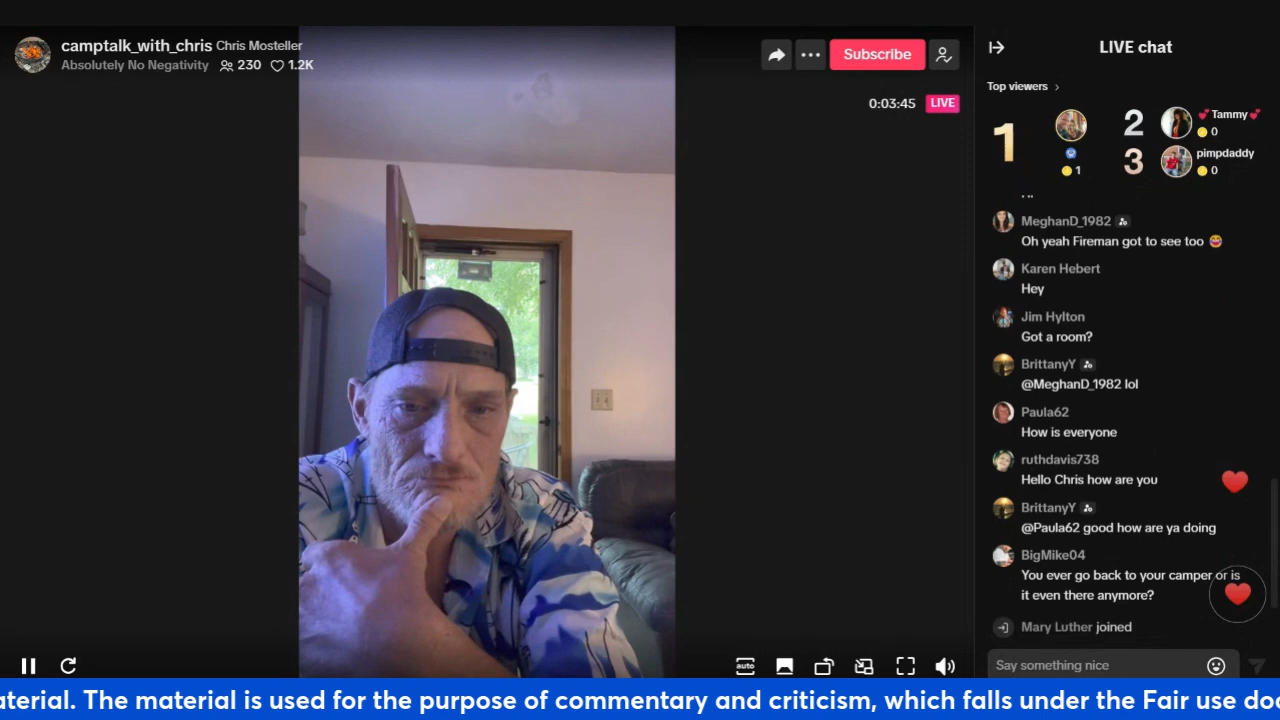 camptalk_with_chris Chris Mosteller
Absolutely No Negativity 230 1.2K
Subscribe
0:03:45 LIVE
LIVE chat
Top viewers
1
1
2
💕Tammy💕
0
3
pimpdaddy
0
MeghanD_1982
Oh yeah Fireman got to see too 😂
Karen Hebert
Hey
Jim Hylton
Got a room?
BrittanyY
@MeghanD_1982 lol
Paula62
How is everyone
ruthdavis738
Hello Chris how are you
BrittanyY
@Paula62 good how are ya doing
BigMike04
You ever go back to your camper or is
it even there anymore?
Mary Luther joined
auto
Say something nice
aterial. The material is used for the purpose of commentary and criticism, which falls under the Fair use doc